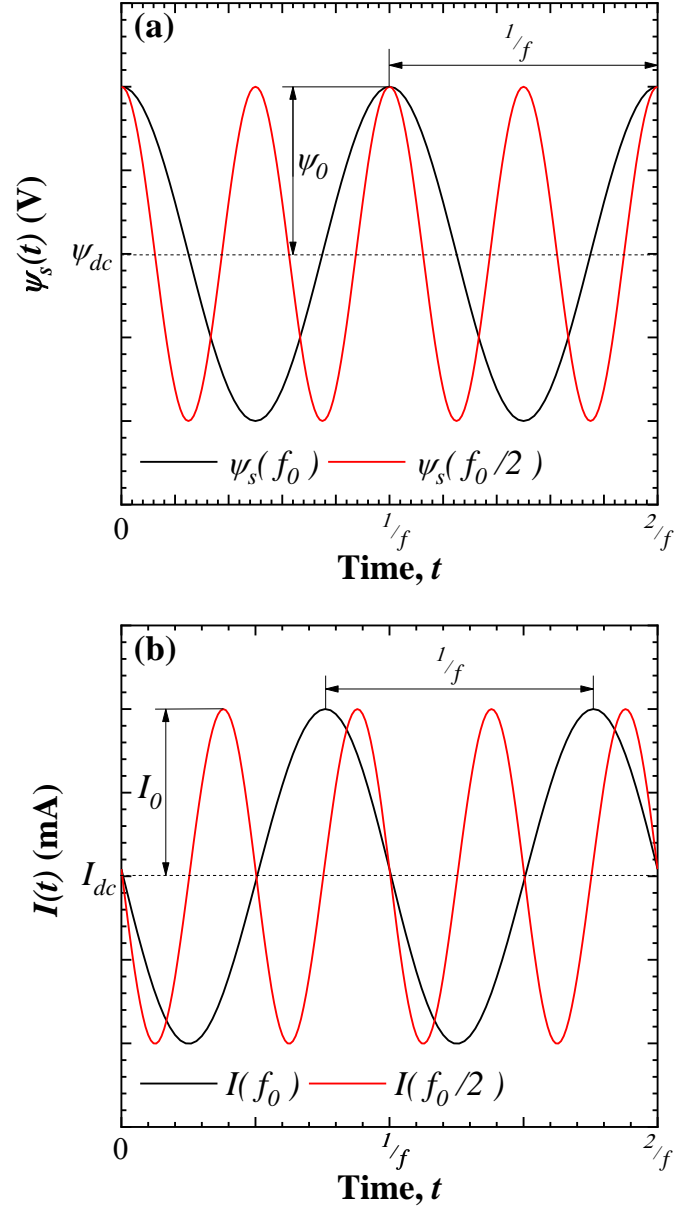 (a)
1/f
ψ0
ψs(t) (V)
ψdc
ψs(f0) ψs(f0/2)
0 1/f 2/f
Time, t
(b)
1/f
I0
I(t) (mA)
Idc
I(f0) I(f0/2)
0 1/f 2/f
Time, t